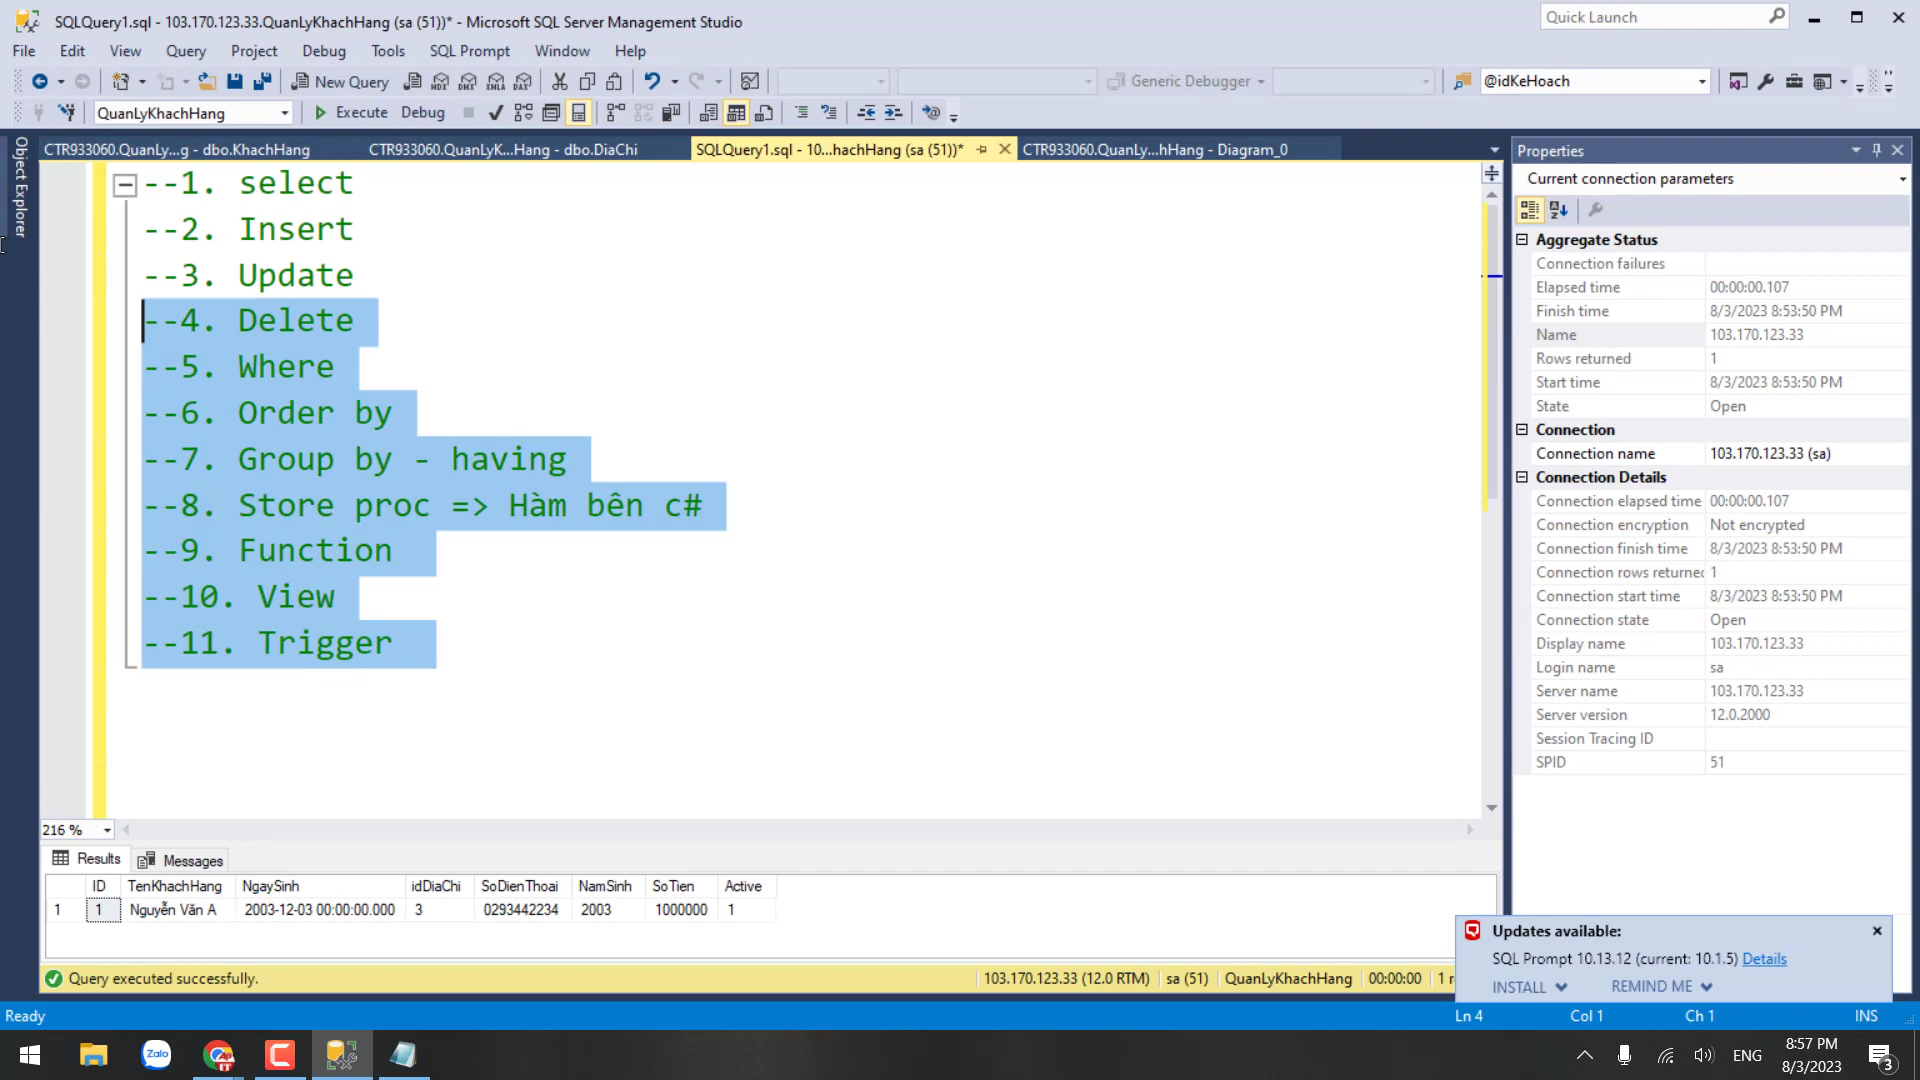 SQLQuery1.sql - 103.170.123.33.QuanLyKhachHang (sa (51))* - Microsoft SQL Server Management Studio
Quick Launch
File Edit View Query Project Debug Tools SQL Prompt Window Help
New Query
MDX DMX XMLA DAX
Generic Debugger
@idKeHoach
QuanLyKhachHang
Execute Debug
Object Explorer
CTR933060.QuanLy...g - dbo.KhachHang
CTR933060.QuanLyK...Hang - dbo.DiaChi
SQLQuery1.sql - 10...hachHang (sa (51))*
CTR933060.QuanLy...hHang - Diagram_0
--1. select
--2. Insert
--3. Update
--4. Delete
--5. Where
--6. Order by
--7. Group by - having
--8. Store proc => Hàm bên c#
--9. Function
--10. View
--11. Trigger
216 %
Properties
Current connection parameters
Aggregate Status
Connection failures
Elapsed time 00:00:00.107
Finish time 8/3/2023 8:53:50 PM
Name 103.170.123.33
Rows returned 1
Start time 8/3/2023 8:53:50 PM
State Open
Connection
Connection name 103.170.123.33 (sa)
Connection Details
Connection elapsed time 00:00:00.107
Connection encryption Not encrypted
Connection finish time 8/3/2023 8:53:50 PM
Connection rows returned 1
Connection start time 8/3/2023 8:53:50 PM
Connection state Open
Display name 103.170.123.33
Login name sa
Server name 103.170.123.33
Server version 12.0.2000
Session Tracing ID
SPID 51
Results Messages
ID TenKhachHang NgaySinh idDiaChi SoDienThoai NamSinh SoTien Active
1 1 Nguyễn Văn A 2003-12-03 00:00:00.000 3 0293442234 2003 1000000 1
Updates available:
SQL Prompt 10.13.12 (current: 10.1.5) Details
INSTALL REMIND ME
Query executed successfully.
103.170.123.33 (12.0 RTM) sa (51) QuanLyKhachHang 00:00:00 1
Ready
Ln 4 Col 1 Ch 1 INS
Zalo
ENG
8:57 PM
8/3/2023
3